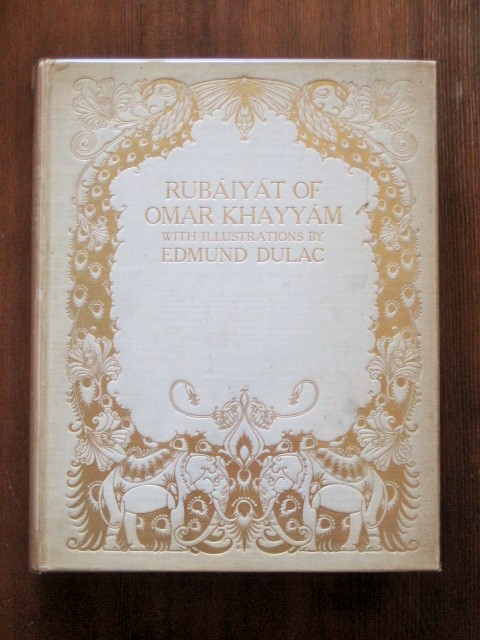 RUBÁIYÁT OF
OMAR KHAYYÁM
WITH ILLUSTRATIONS BY
EDMUND DULAC